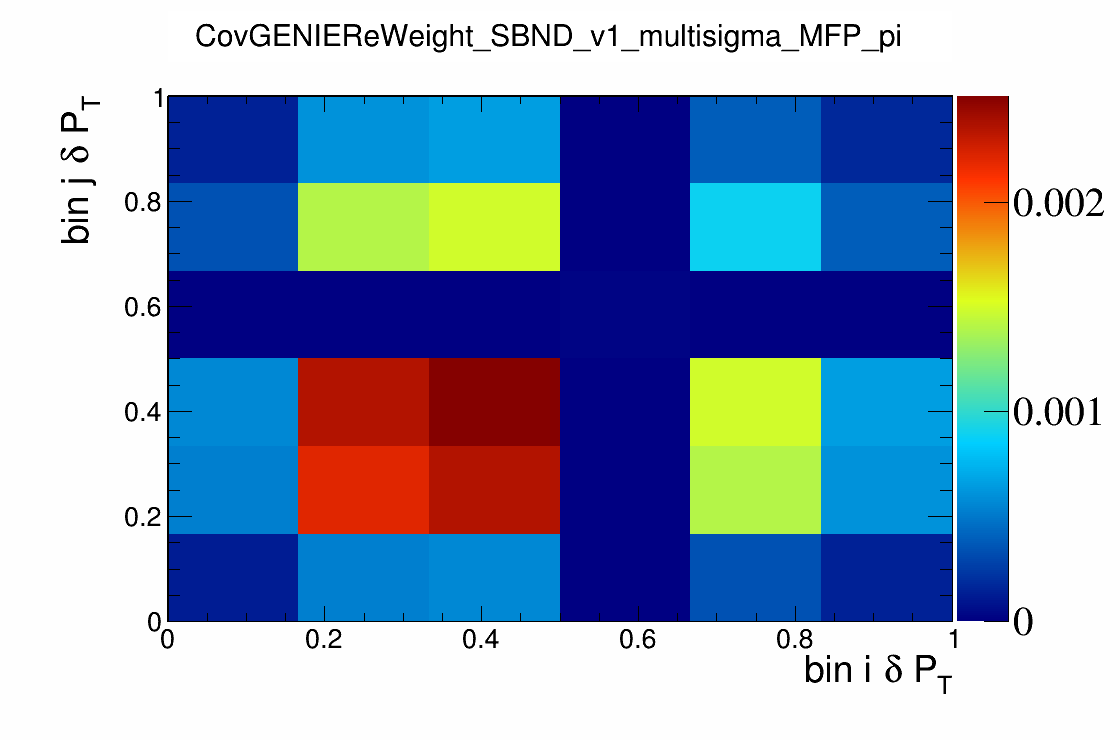 CovGENIEReWeight_SBND_v1_multisigma_MFP_pi
bin j δ P_T
1
0.8
0.6
0.4
0.2
0
0 0.2 0.4 0.6 0.8 1
bin i δ P_T
0.002
0.001
0